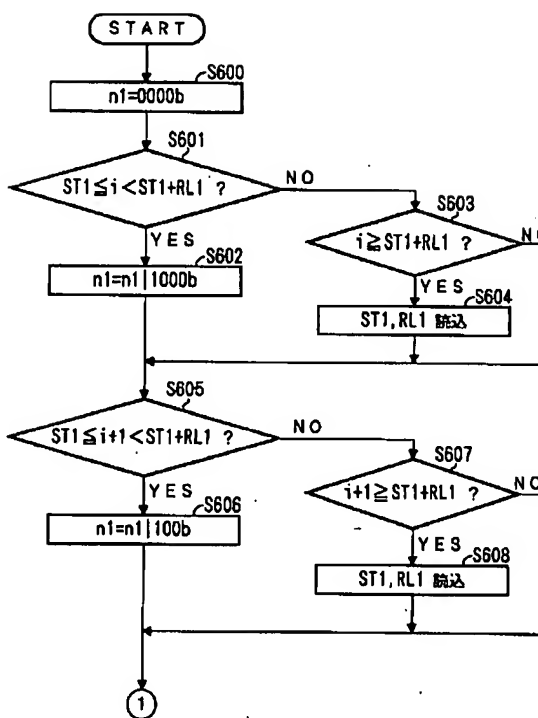 START
S600
n1=0000b
S601
ST1≦i<ST1+RL1 ?
NO
YES
S602
n1=n1|1000b
S603
i≧ST1+RL1 ?
NO
YES
S604
ST1,RL1 読込
S605
ST1≦i+1<ST1+RL1 ?
NO
YES
S606
n1=n1|100b
S607
i+1≧ST1+RL1 ?
NO
YES
S608
ST1,RL1 読込
1